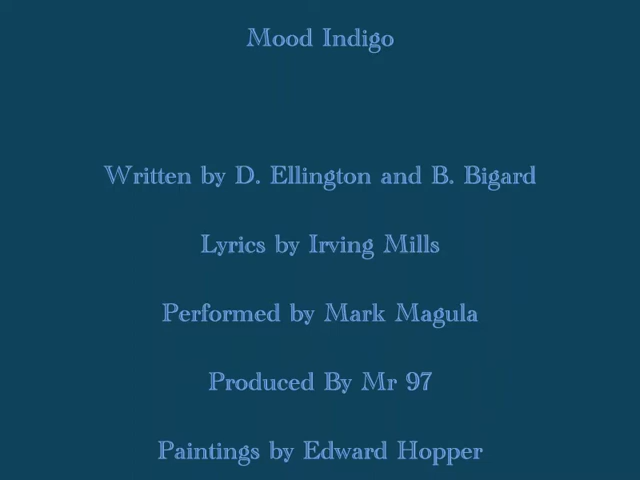 Mood Indigo
Written by D. Ellington and B. Bigard
Lyrics by Irving Mills
Performed by Mark Magula
Produced By Mr 97
Paintings by Edward Hopper